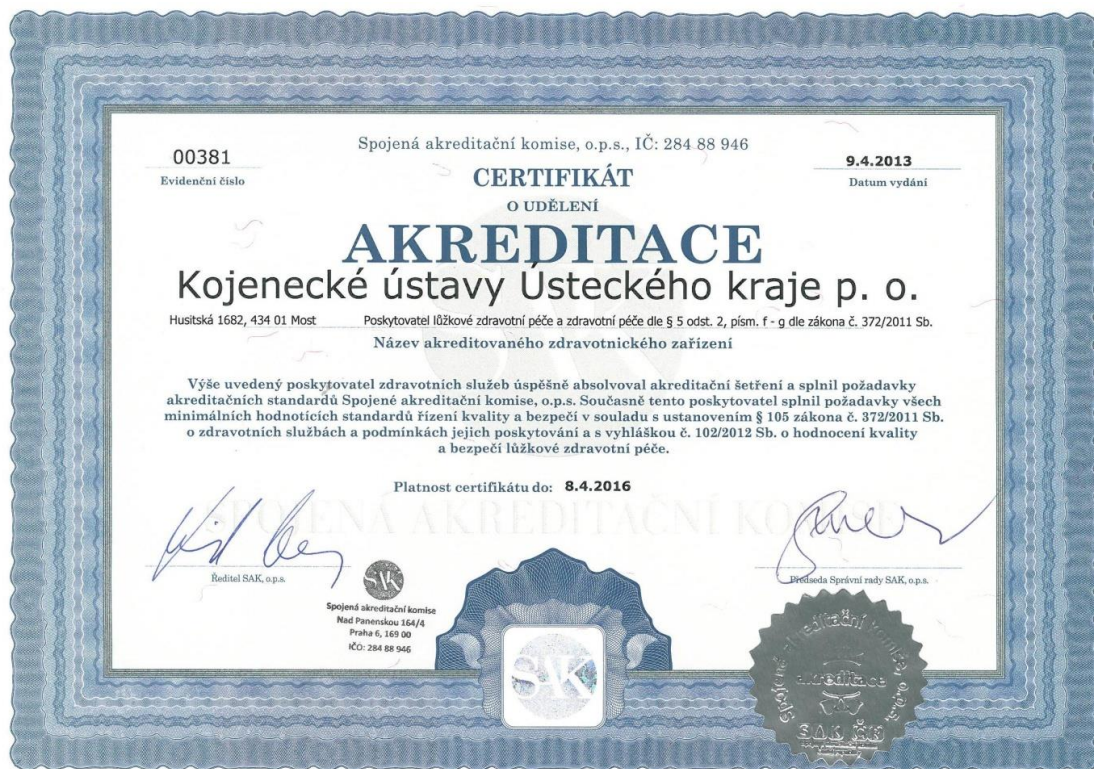 Spojená akreditační komise, o.p.s., IČ: 284 88 946
00381
Evidenční číslo
9.4.2013
Datum vydání
CERTIFIKÁT
O UDĚLENÍ
AKREDITACE
Kojenecké ústavy Ústeckého kraje p. o.
Husitská 1682, 434 01 Most Poskytovatel lůžkové zdravotní péče a zdravotní péče dle § 5 odst. 2, písm. f - g dle zákona č. 372/2011 Sb.
Název akreditovaného zdravotnického zařízení
Výše uvedený poskytovatel zdravotních služeb úspěšně absolvoval akreditační šetření a splnil požadavky
akreditačních standardů Spojené akreditační komise, o.p.s. Současně tento poskytovatel splnil požadavky všech
minimálních hodnotících standardů řízení kvality a bezpečí v souladu s ustanovením § 105 zákona č. 372/2011 Sb.
o zdravotních službách a podmínkách jejich poskytování a s vyhláškou č. 102/2012 Sb. o hodnocení kvality
a bezpečí lůžkové zdravotní péče.
Platnost certifikátu do: 8.4.2016
SPOJENÁ AKREDITAČNÍ KOMISE
Ředitel SAK, o.p.s.
Předseda Správní rady SAK, o.p.s.
SAK
Spojená akreditační komise
Nad Panenskou 164/4
Praha 6, 169 00
IČO: 284 88 946
SAK
Spojená akreditační komise o.p.s.
akreditace
SAK ČR